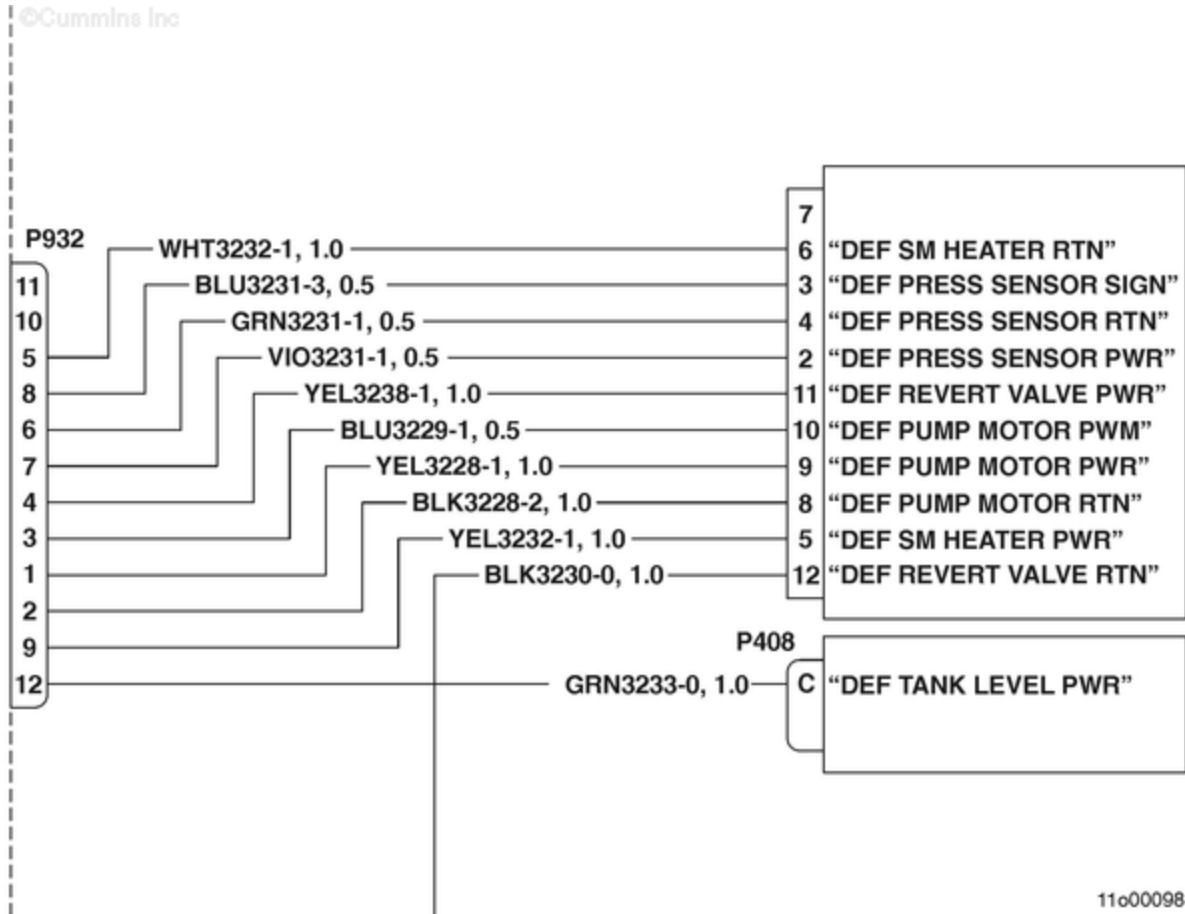 ©Cummins Inc
P932
11
10
5
8
6
7
4
3
1
2
9
12
WHT3232-1, 1.0
BLU3231-3, 0.5
GRN3231-1, 0.5
VIO3231-1, 0.5
YEL3238-1, 1.0
BLU3229-1, 0.5
YEL3228-1, 1.0
BLK3228-2, 1.0
YEL3232-1, 1.0
BLK3230-0, 1.0
GRN3233-0, 1.0
7
6 “DEF SM HEATER RTN”
3 “DEF PRESS SENSOR SIGN”
4 “DEF PRESS SENSOR RTN”
2 “DEF PRESS SENSOR PWR”
11 “DEF REVERT VALVE PWR”
10 “DEF PUMP MOTOR PWM”
9 “DEF PUMP MOTOR PWR”
8 “DEF PUMP MOTOR RTN”
5 “DEF SM HEATER PWR”
12 “DEF REVERT VALVE RTN”
P408
C “DEF TANK LEVEL PWR”
11o00098